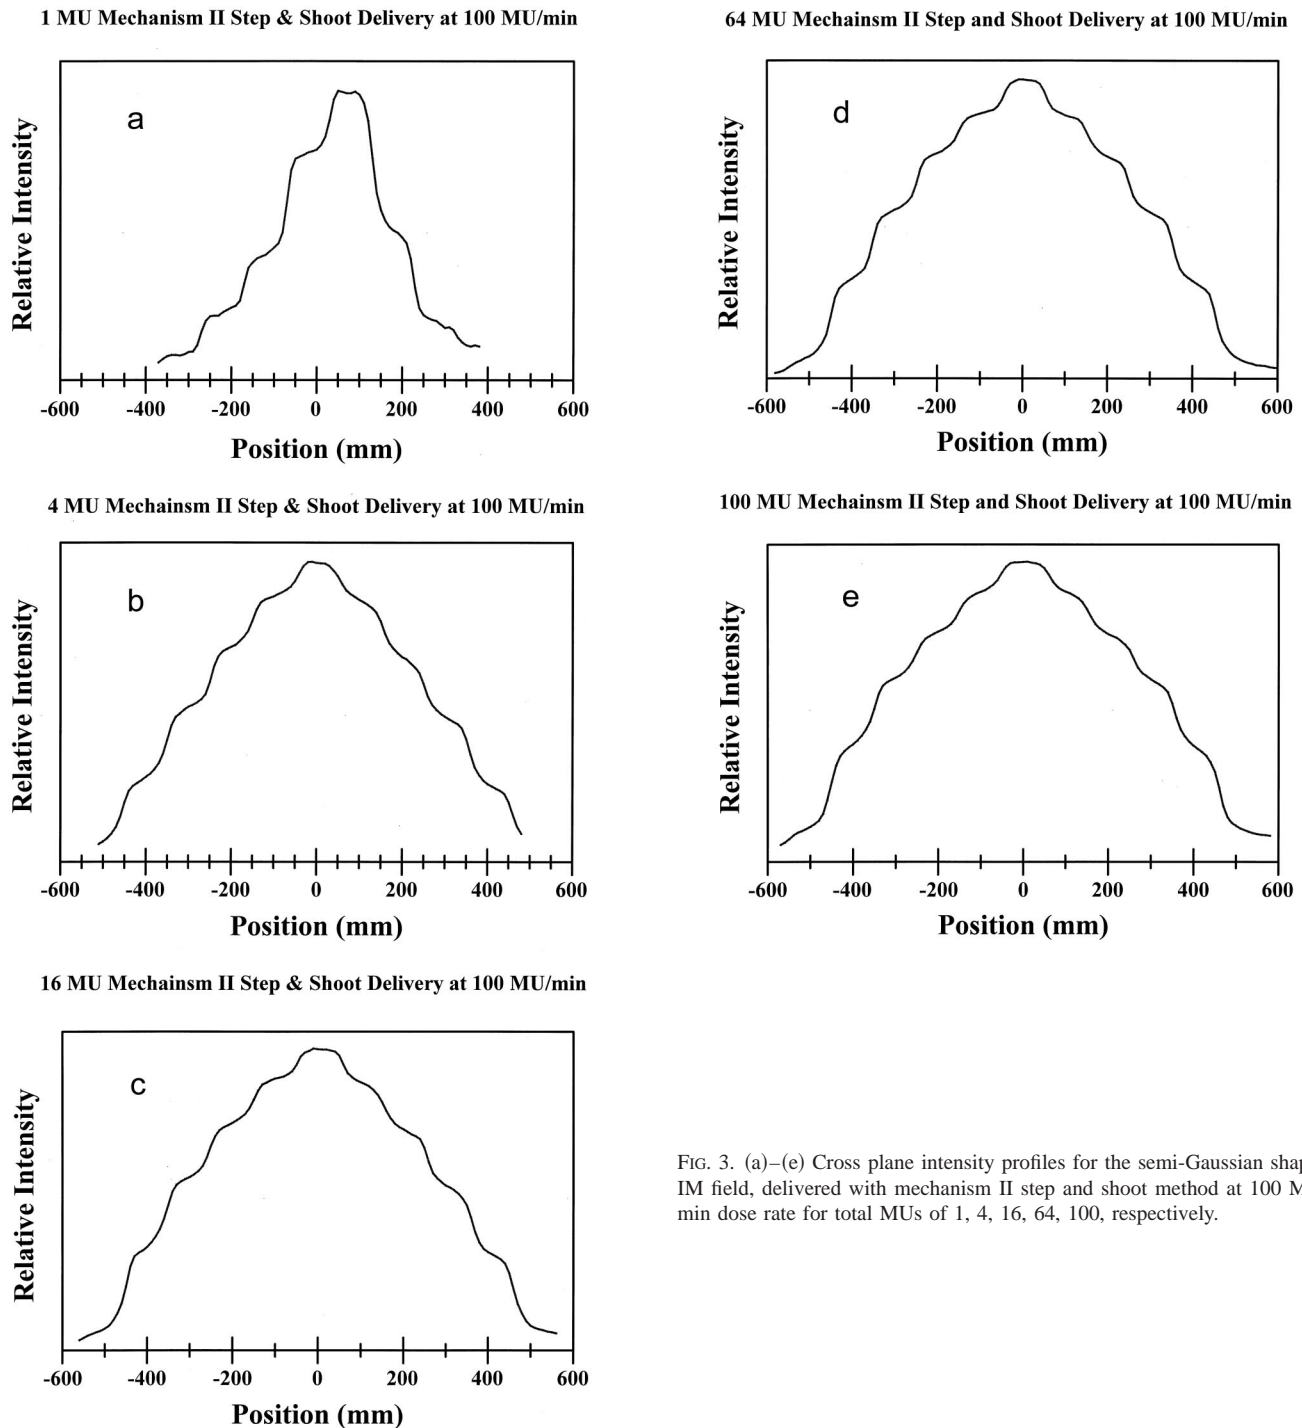 1 MU Mechanism II Step & Shoot Delivery at 100 MU/min
a
Relative Intensity
-600 -400 -200 0 200 400 600
Position (mm)
4 MU Mechainsm II Step & Shoot Delivery at 100 MU/min
b
Relative Intensity
-600 -400 -200 0 200 400 600
Position (mm)
16 MU Mechainsm II Step & Shoot Delivery at 100 MU/min
c
Relative Intensity
-600 -400 -200 0 200 400 600
Position (mm)
64 MU Mechainsm II Step and Shoot Delivery at 100 MU/min
d
Relative Intensity
-600 -400 -200 0 200 400 600
Position (mm)
100 MU Mechainsm II Step and Shoot Delivery at 100 MU/min
e
Relative Intensity
-600 -400 -200 0 200 400 600
Position (mm)
FIG. 3. (a)–(e) Cross plane intensity profiles for the semi-Gaussian shap
IM field, delivered with mechanism II step and shoot method at 100 M
min dose rate for total MUs of 1, 4, 16, 64, 100, respectively.